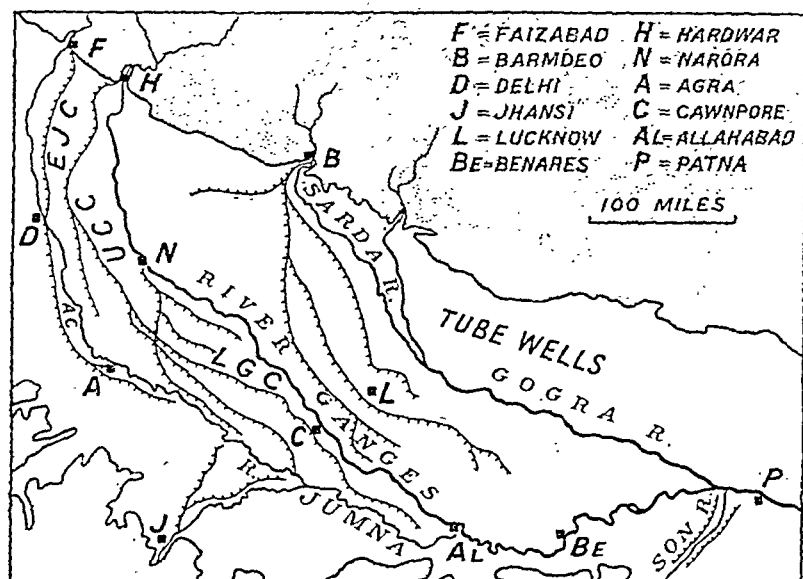 F = FAIZABAD H = HARDWAR
B = BARMDEO N = NARORA
D = DELHI A = AGRA
J = JHANSI C = CAWNPORE
L = LUCKNOW AL = ALLAHABAD
BE = BENARES P = PATNA
100 MILES
F
H
EJC
B
SARDA R.
D
UCC
N
RIVER GANGES
AC
TUBE WELLS
GOGRA R.
A
LGC
L
C
R.
JUMNA
J
AL
BE
SON R.
P